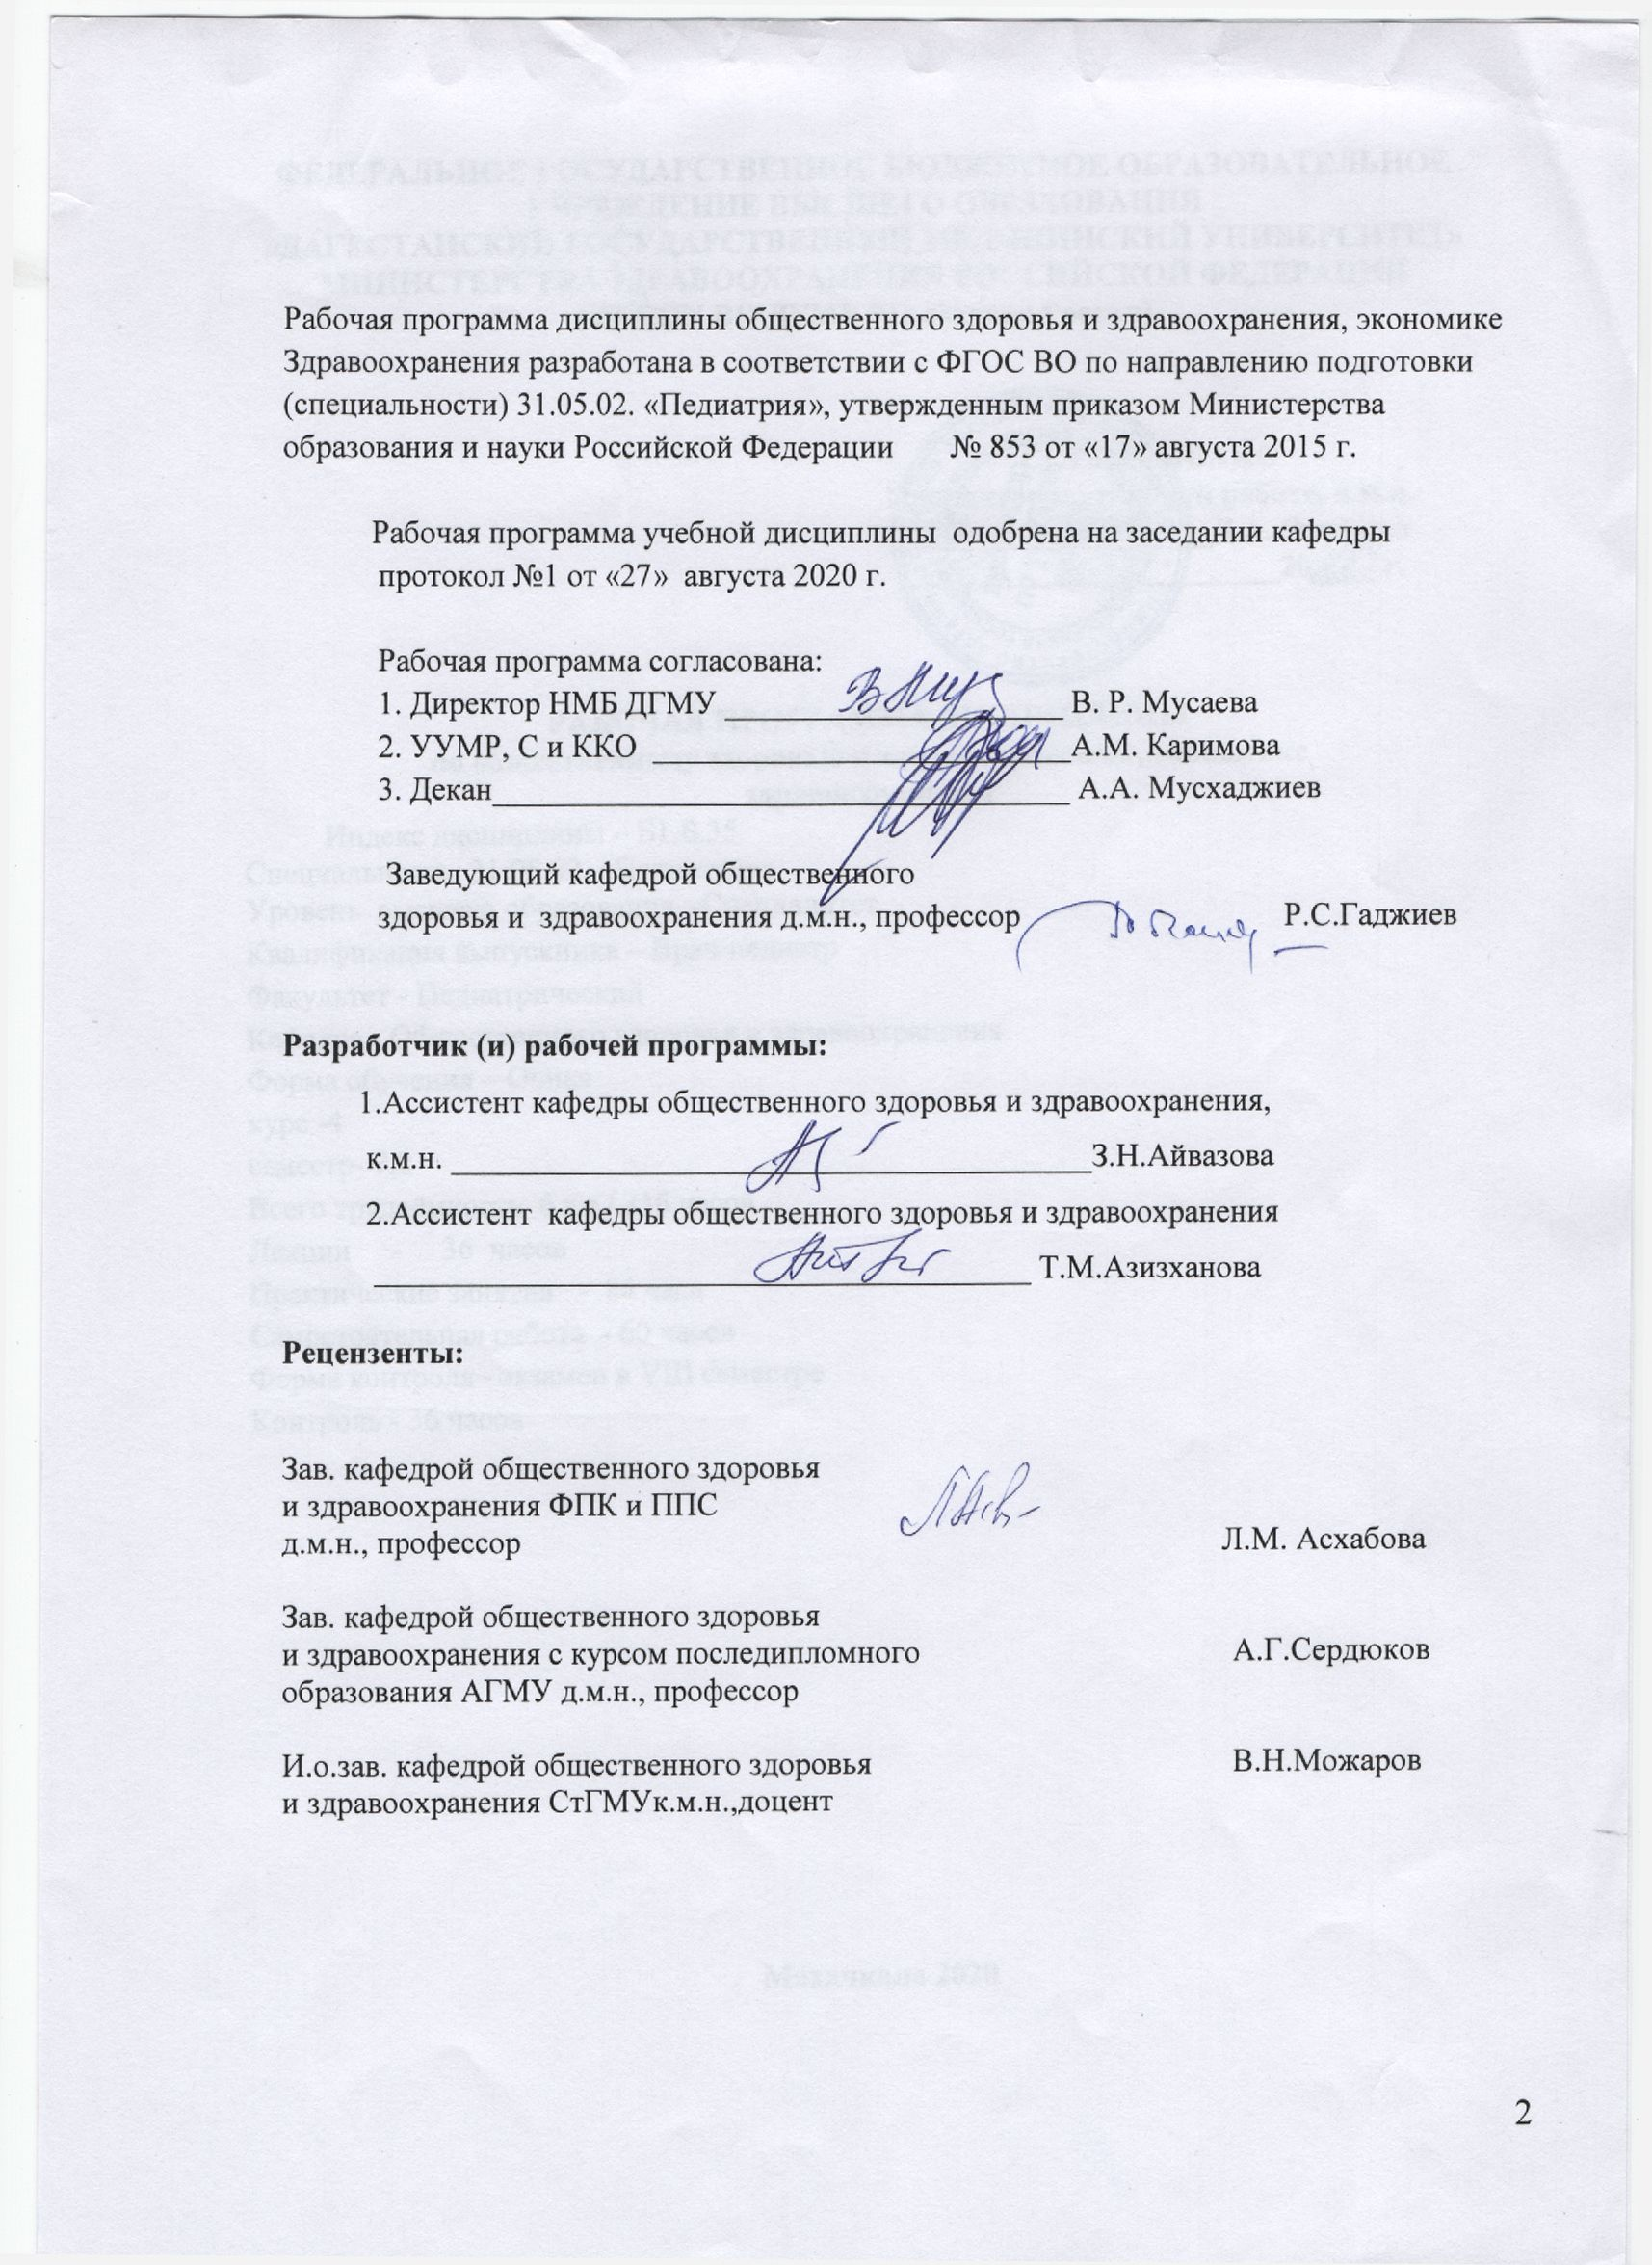 Рабочая программа дисциплины общественного здоровья и здравоохранения, экономике
Здравоохранения разработана в соответствии с ФГОС ВО по направлению подготовки
(специальности) 31.05.02. «Педиатрия», утвержденным приказом Министерства
образования и науки Российской Федерации № 853 от «17» августа 2015 г.
Рабочая программа учебной дисциплины одобрена на заседании кафедры
протокол №1 от «27» августа 2020 г.
Рабочая программа согласована:
1. Директор НМБ ДГМУ ____________________ В. Р. Мусаева
2. УУМР, С и ККО ____________________ А.М. Каримова
3. Декан____________________ А.А. Мусхаджиев
Заведующий кафедрой общественного
здоровья и здравоохранения д.м.н., профессор Р.С.Гаджиев
Разработчик (и) рабочей программы:
1.Ассистент кафедры общественного здоровья и здравоохранения,
к.м.н. ____________________З.Н.Айвазова
2.Ассистент кафедры общественного здоровья и здравоохранения
____________________ Т.М.Азизханова
Рецензенты:
Зав. кафедрой общественного здоровья
и здравоохранения ФПК и ППС
д.м.н., профессор Л.М. Асхабова
Зав. кафедрой общественного здоровья
и здравоохранения с курсом последипломного А.Г.Сердюков
образования АГМУ д.м.н., профессор
И.о.зав. кафедрой общественного здоровья В.Н.Можаров
и здравоохранения СтГМУк.м.н.,доцент
2